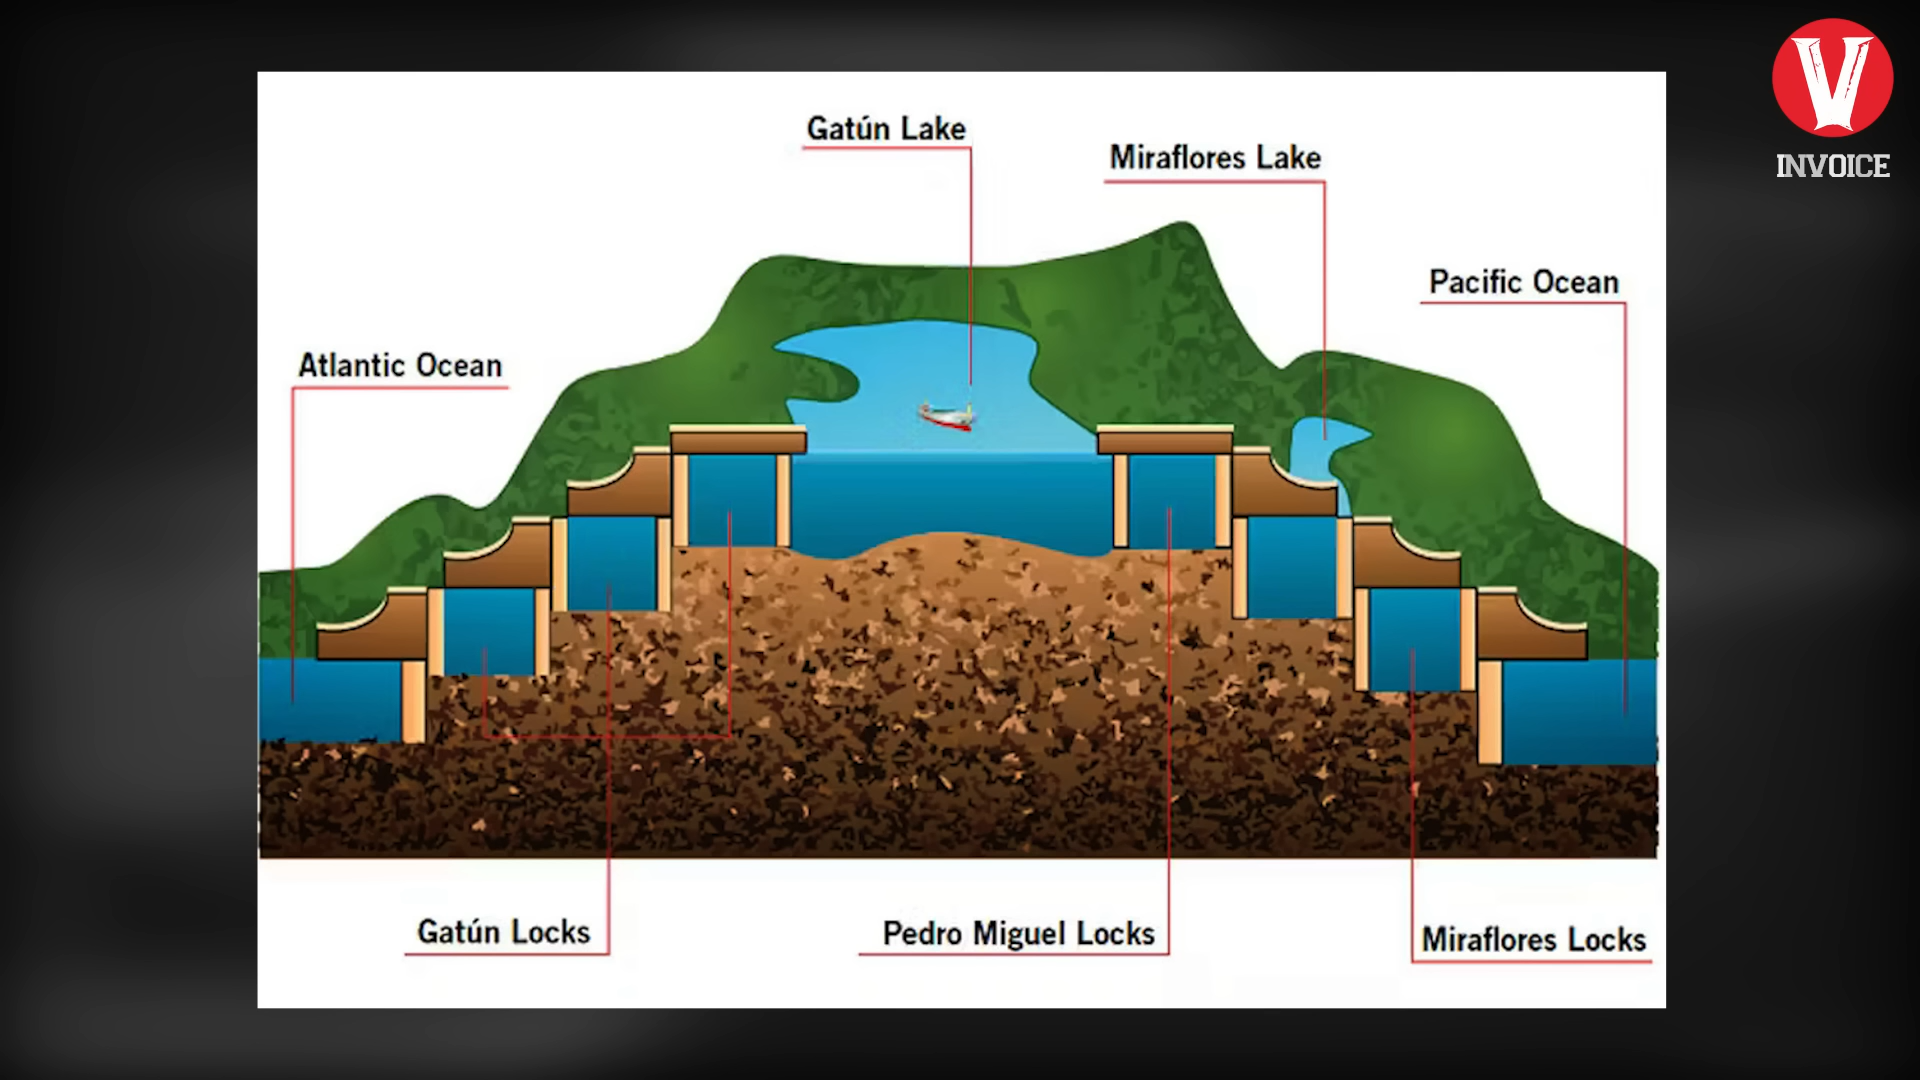 V
INVOICE
Gatún Lake
Miraflores Lake
Pacific Ocean
Atlantic Ocean
Gatún Locks
Pedro Miguel Locks
Miraflores Locks